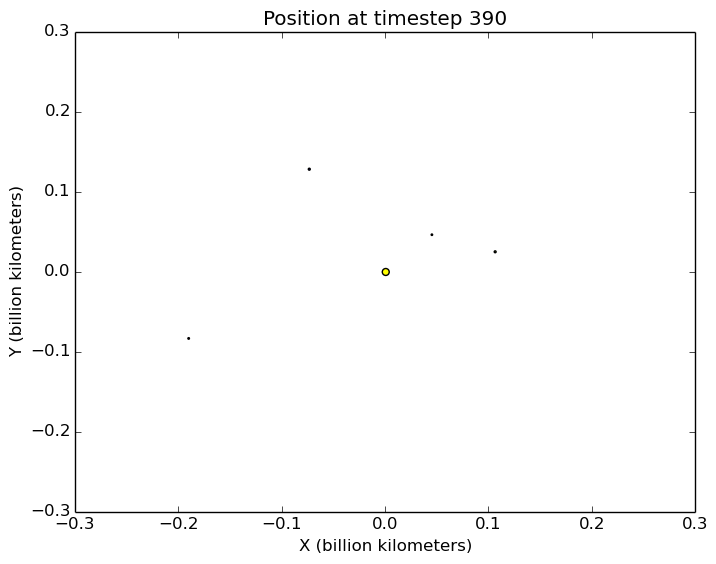 Position at timestep 390
0.3
0.2
0.1
0.0
−0.1
−0.2
−0.3
Y (billion kilometers)
−0.3 −0.2 −0.1 0.0 0.1 0.2 0.3
X (billion kilometers)